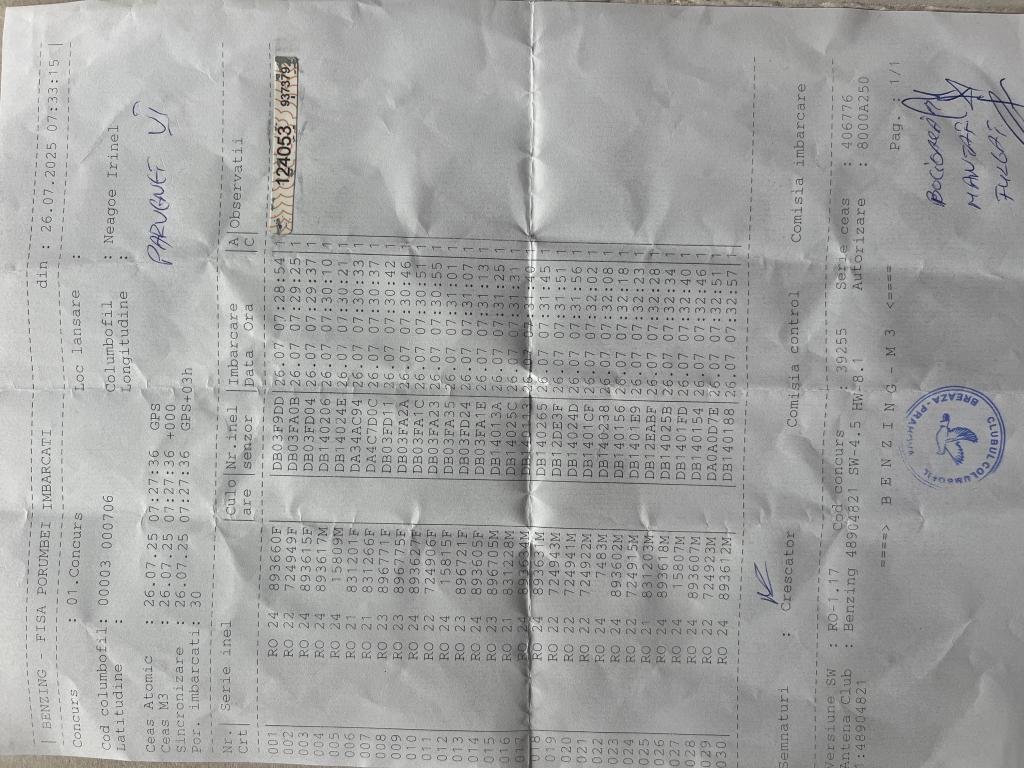 | BENZING  FISA PORUMBEI IMBARCATI  din : 26.07.2025 07:33:15 |
Concurs : 01.Concurs  Loc lansare :
Cod columbofil: 00003 000706  Columbofil : Neagoe Irinel
Latitudine :  Longitudine :
Ceas Atomic : 26.07.25 07:27:36 GPS
Ceas M3 : 26.07.25 07:27:36 +000
Sincronizare : 26.07.25 07:27:36 GPS+03h
Por. imbarcati: 30
Nr.| Serie inel |Culo|Nr.inel |Imbarcare |A|Observatii
Crt| |are |senzor |Data Ora |C|
001 RO 24 893660F DB03F9DD 26.07 07:28:54 1
002 RO 22 724949F DB03FA0B 26.07 07:29:25 1
003 RO 24 893615F DB03FD04 26.07 07:29:37 1
004 RO 24 893617M DB140206 26.07 07:30:10 1
005 RO 24 15809M DB14024E 26.07 07:30:21 1
006 RO 21 831201F DA34AC94 26.07 07:30:33 1
007 RO 21 831266F DA4C7D0C 26.07 07:30:37 1
008 RO 23 896771F DB03FD11 26.07 07:30:42 1
009 RO 23 896775F DB03FA2A 26.07 07:30:46 1
010 RO 24 893627F DB03FA1C 26.07 07:30:51 1
011 RO 22 724906F DB03FA23 26.07 07:30:55 1
012 RO 24 15815F DB03FA35 26.07 07:31:01 1
013 RO 23 896721F DB03FD24 26.07 07:31:07 1
014 RO 24 893605F DB03FA1E 26.07 07:31:13 1
015 RO 23 896705M DB14013A 26.07 07:31:25 1
016 RO 21 831228M DB14025C 26.07 07:31:31 1
017 RO 24 26.07 07:31:40 1
018 RO 24 893631M DB140265 26.07 07:31:45 1
019 RO 22 724943M DB12DE3F 26.07 07:31:51 1
020 RO 22 724941M DB14024D 26.07 07:31:56 1
021 RO 22 724922M DB1401CF 26.07 07:32:02 1
022 RO 24 7483M DB140238 26.07 07:32:08 1
023 RO 24 893602M DB140156 26.07 07:32:18 1
024 RO 22 724915M DB1401E9 26.07 07:32:23 1
025 RO 21 831203M DB12EABF 26.07 07:32:28 1
026 RO 24 893618M DB14025B 26.07 07:32:34 1
027 RO 24 15807M DB1401FD 26.07 07:32:40 1
028 RO 24 893607M DB140154 26.07 07:32:46 1
029 RO 22 724923M DA0A0D7E 26.07 07:32:51 1
030 RO 24 893612M DB140188 26.07 07:32:57 1
124053 9373792
PARVENET VI
Semnaturi : Crescator  Comisia control  Comisia imbarcare
Versiune SW : RO-1.17  Cod concurs : 39255  Serie ceas : 406776
Antena Club : Benzing 48904821 SW-4.5 HW-8.1  Autorizare : 8000A250
:48904821
Pag. : 1/1
====> B E N Z I N G - M 3 <====
CLUBUL COLUMBOFIL
BREAZA-PRAHOVA